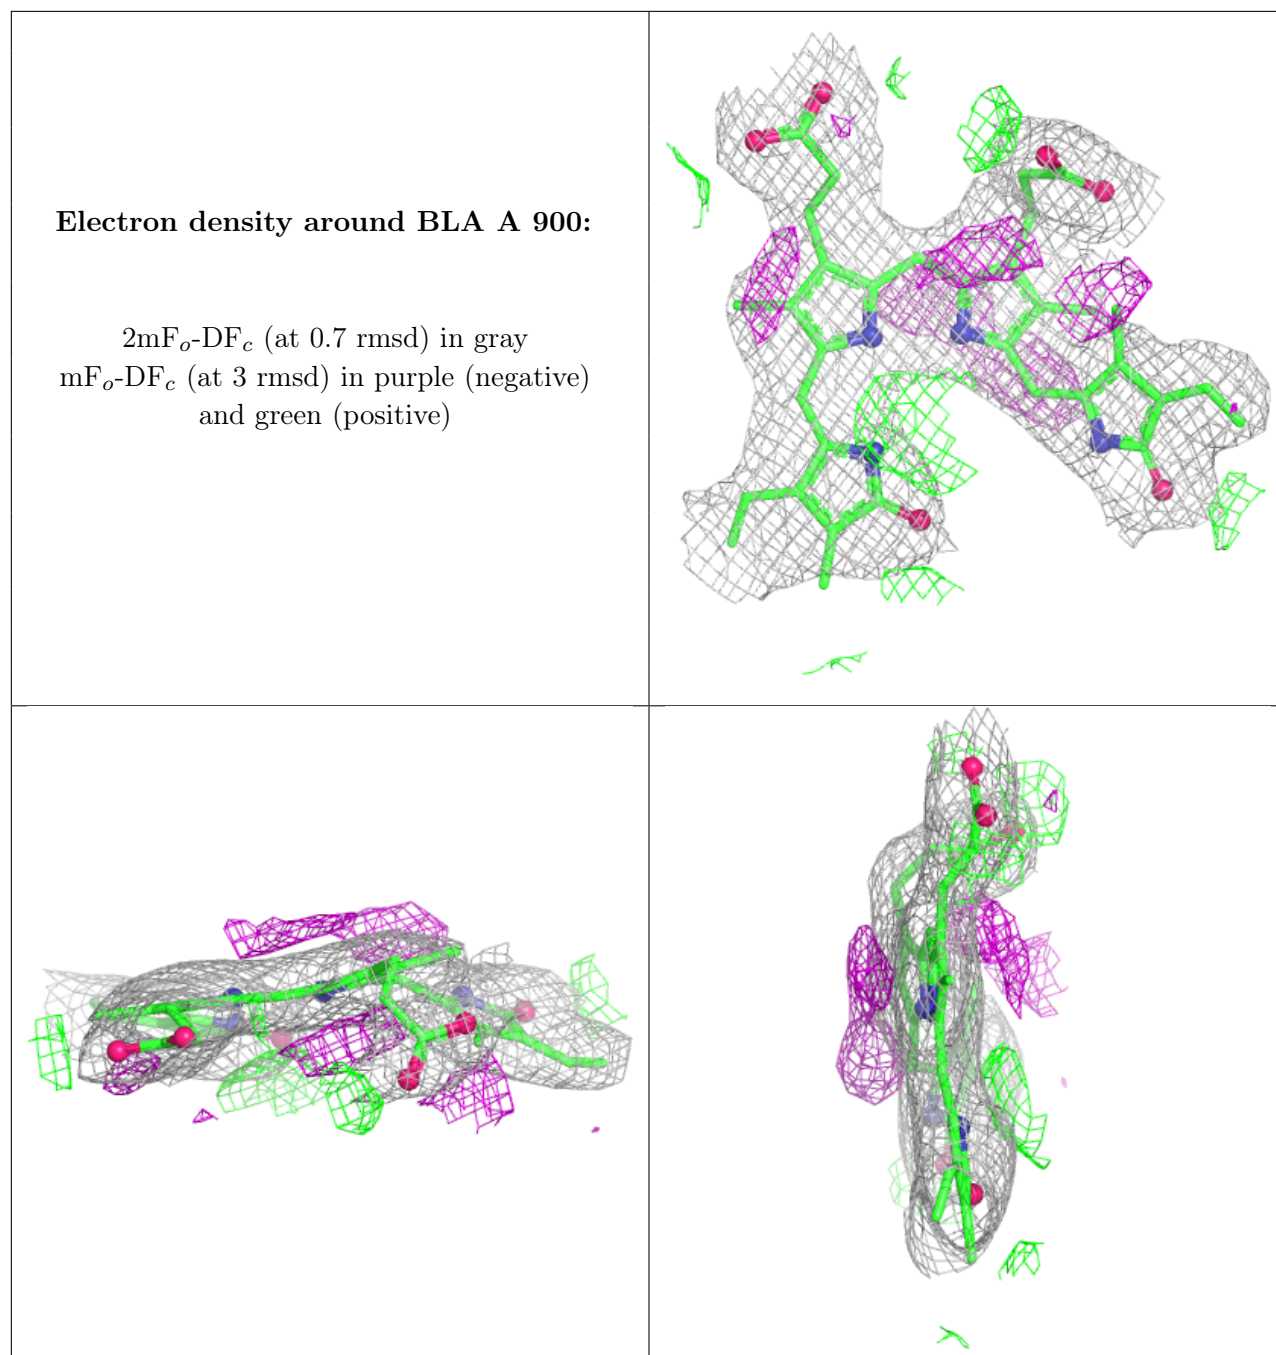 Electron density around BLA A 900:
2mFₒ-DF𝒸 (at 0.7 rmsd) in gray
mFₒ-DF𝒸 (at 3 rmsd) in purple (negative)
and green (positive)